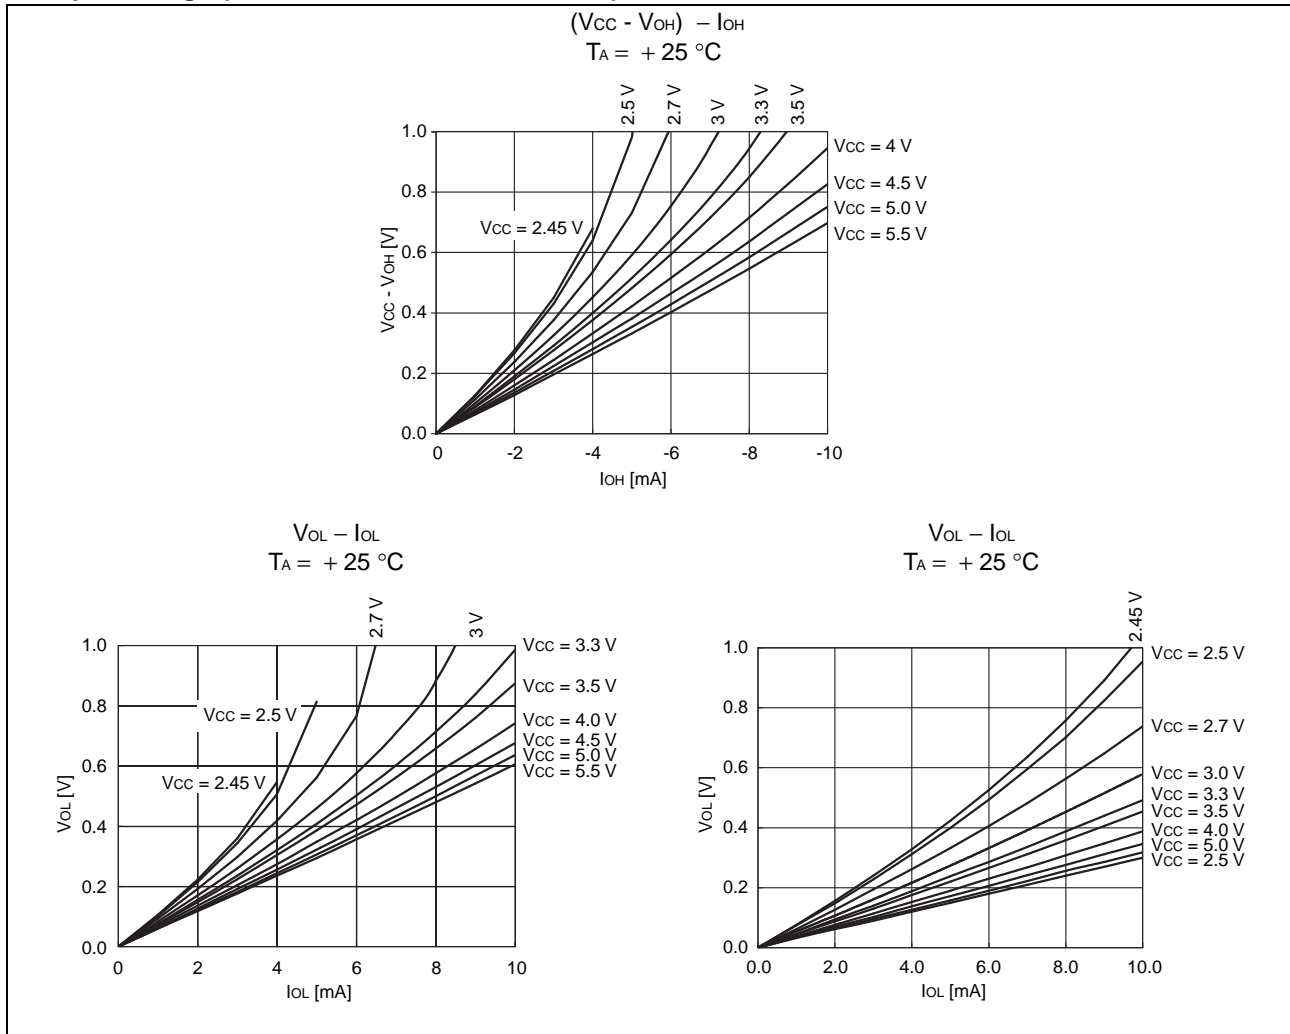 (VCC - VOH) – IOH
TA = + 25 °C
2.5 V
2.7 V
3 V
3.3 V
3.5 V
1.0
0.8
0.6
0.4
0.2
0.0
VCC - VOH [V]
VCC = 2.45 V
VCC = 4 V
VCC = 4.5 V
VCC = 5.0 V
VCC = 5.5 V
0 -2 -4 -6 -8 -10
IOH [mA]
VOL – IOL
TA = + 25 °C
2.7 V
3 V
1.0
0.8
0.6
0.4
0.2
0.0
VOL [V]
VCC = 2.5 V
VCC = 2.45 V
VCC = 3.3 V
VCC = 3.5 V
VCC = 4.0 V
VCC = 4.5 V
VCC = 5.0 V
VCC = 5.5 V
0 2 4 6 8 10
IOL [mA]
VOL – IOL
TA = + 25 °C
2.45 V
1.0
0.8
0.6
0.4
0.2
0.0
VOL [V]
VCC = 2.5 V
VCC = 2.7 V
VCC = 3.0 V
VCC = 3.3 V
VCC = 3.5 V
VCC = 4.0 V
VCC = 5.0 V
VCC = 2.5 V
0.0 2.0 4.0 6.0 8.0 10.0
IOL [mA]